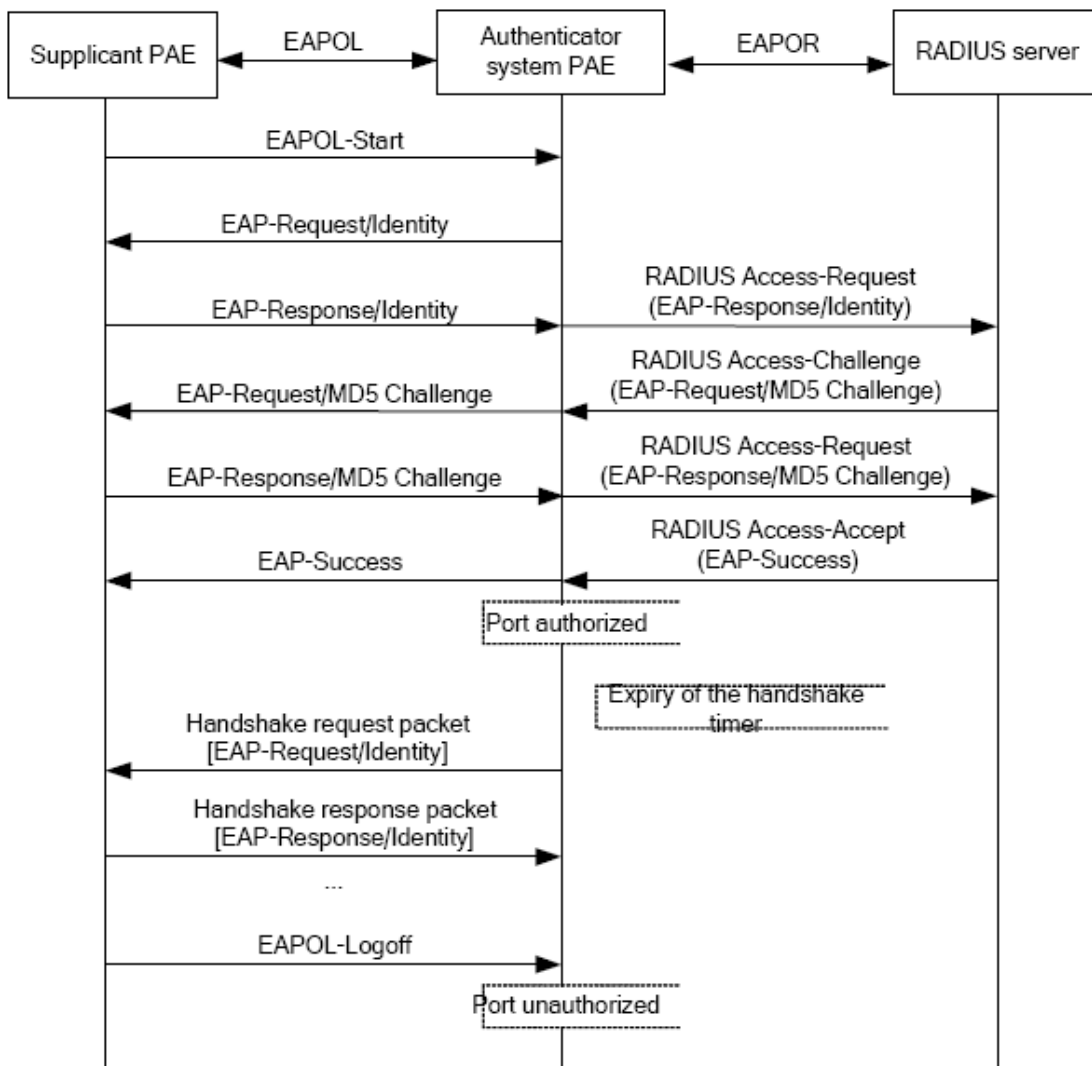 Supplicant PAE
EAPOL
Authenticator
system PAE
EAPOR
RADIUS server
EAPOL-Start
EAP-Request/Identity
EAP-Response/Identity
RADIUS Access-Request
(EAP-Response/Identity)
EAP-Request/MD5 Challenge
RADIUS Access-Challenge
(EAP-Request/MD5 Challenge)
EAP-Response/MD5 Challenge
RADIUS Access-Request
(EAP-Response/MD5 Challenge)
EAP-Success
RADIUS Access-Accept
(EAP-Success)
Port authorized
Expiry of the handshake
timer
Handshake request packet
[EAP-Request/Identity]
Handshake response packet
[EAP-Response/Identity]
...
EAPOL-Logoff
Port unauthorized